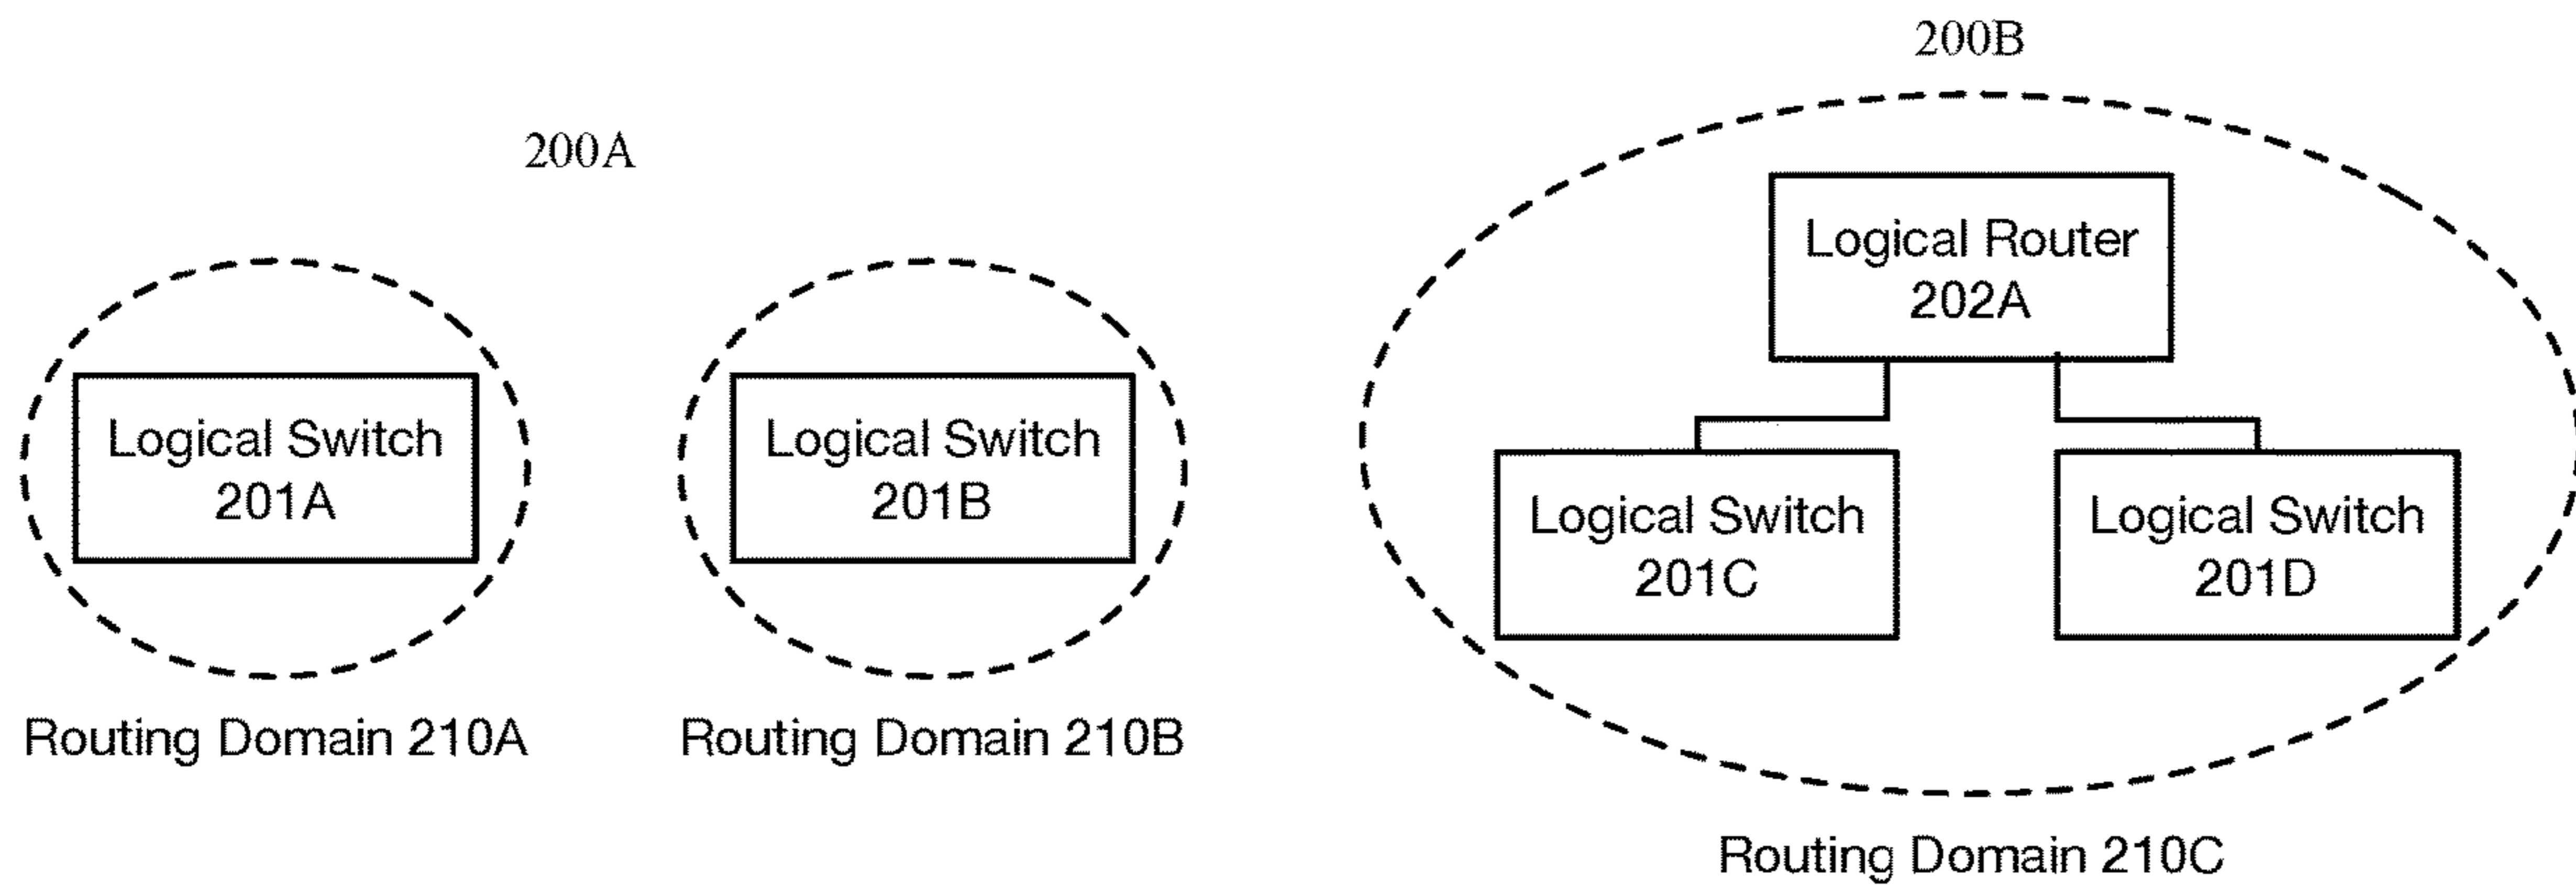 200A
Logical Switch
201A
Routing Domain 210A
Logical Switch
201B
Routing Domain 210B
200B
Logical Router
202A
Logical Switch
201C
Logical Switch
201D
Routing Domain 210C